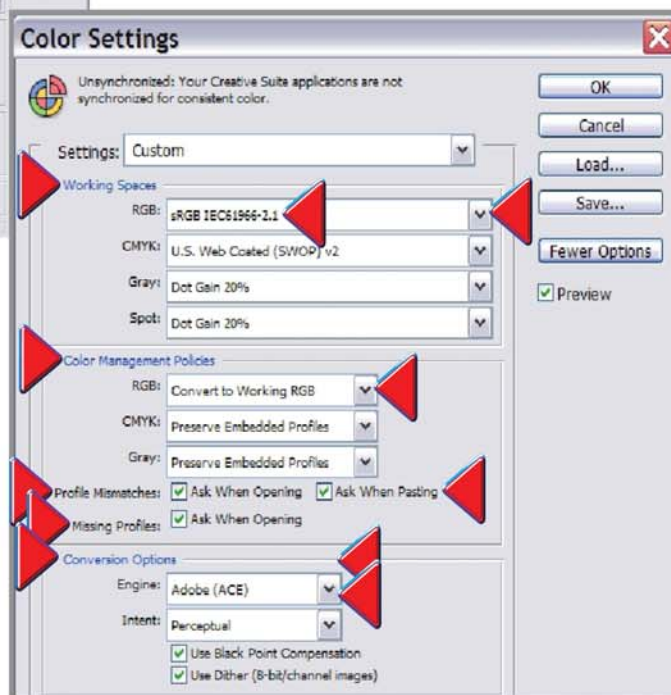 Color Settings
Unsynchronized: Your Creative Suite applications are not
synchronized for consistent color.
OK
Cancel
Load...
Save...
Fewer Options
Preview
Settings: Custom
Working Spaces
RGB: sRGB IEC61966-2.1
CMYK: U.S. Web Coated (SWOP) v2
Gray: Dot Gain 20%
Spot: Dot Gain 20%
Color Management Policies
RGB: Convert to Working RGB
CMYK: Preserve Embedded Profiles
Gray: Preserve Embedded Profiles
Profile Mismatches: Ask When Opening Ask When Pasting
Missing Profiles: Ask When Opening
Conversion Options
Engine: Adobe (ACE)
Intent: Perceptual
Use Black Point Compensation
Use Dither (8-bit/channel images)